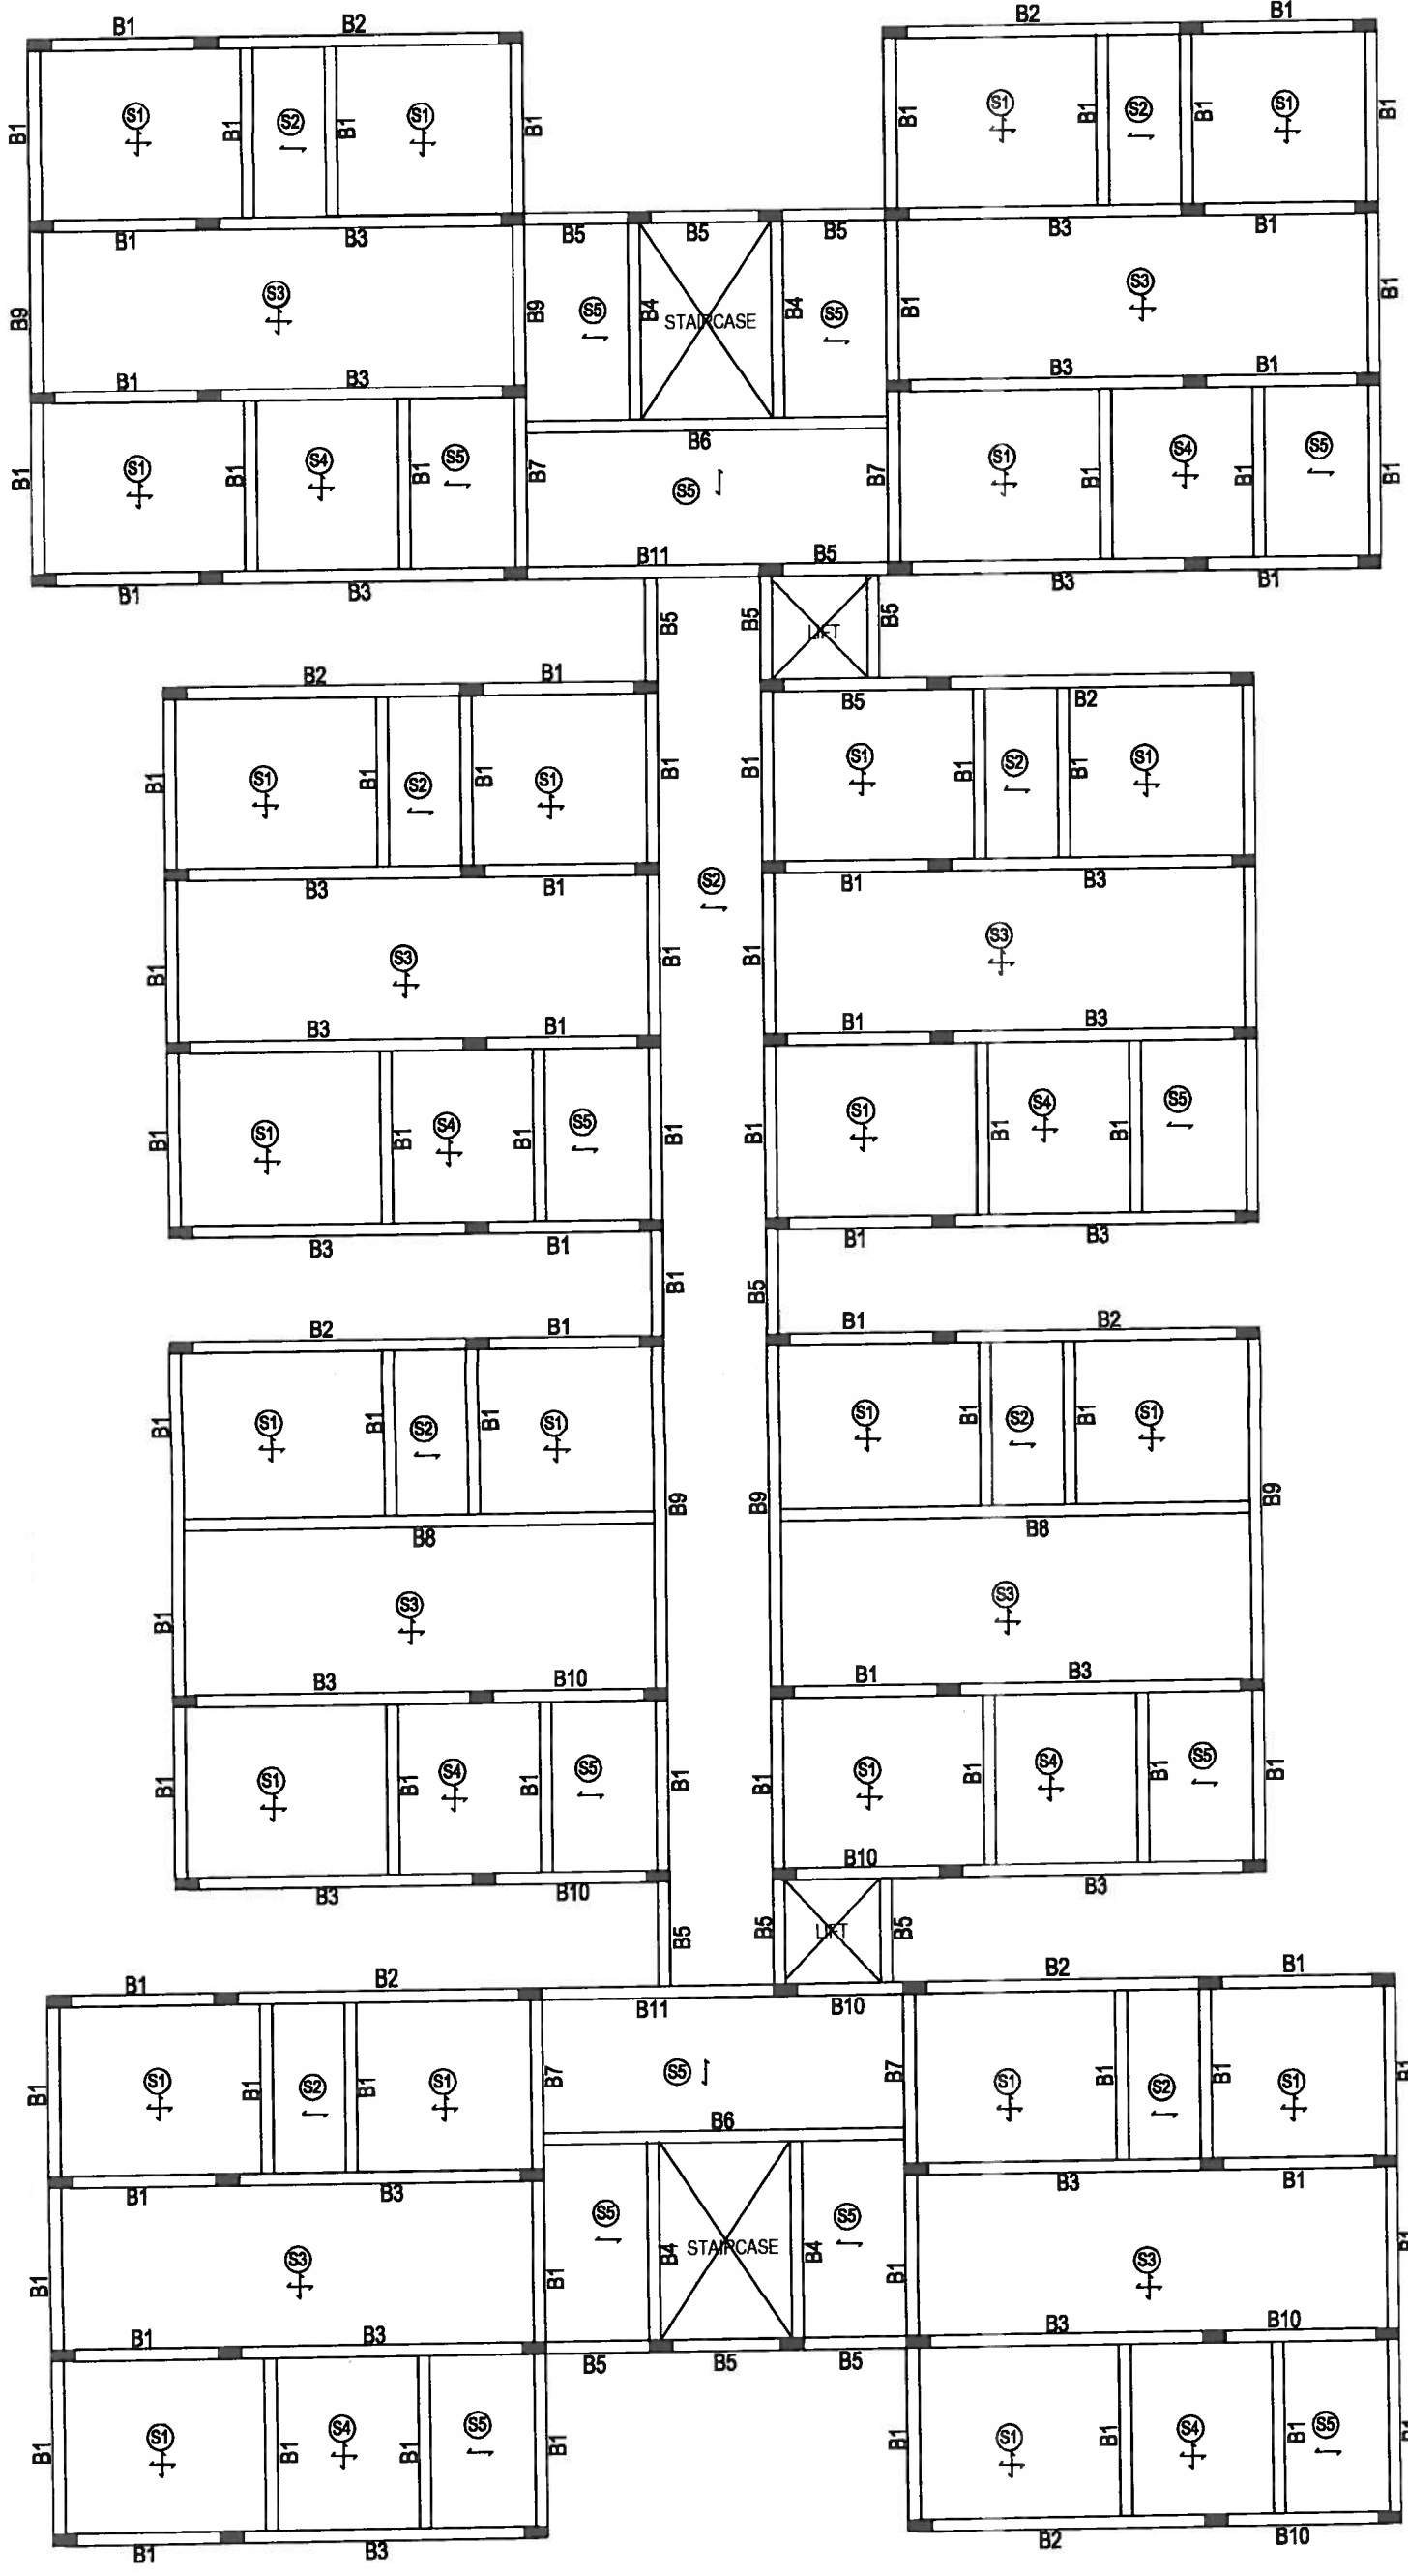 B1 B2 B2 B1
B1 S1 B1 S2 B1 S1 B1 B1 S1 B1 S2 B1 S1 B1
B1 B3 B5 B5 B5 B3 B1
B9 S3 B9 S5 B4 STAIRCASE B4 S5 B1 S3 B1
B1 B3 B3 B1
B6
B1 S1 B1 S4 B1 S5 B7 S5 B7 S1 B1 S4 B1 S5 B1
B11 B5
B1 B3 B3 B1
B5 B5 LIFT B5
B2 B1 B5 B2
B1 S1 B1 S2 B1 S1 B1 B1 S1 B1 S2 B1 S1
B3 B1 S2 B1 B3
B1 S3 B1 B1 S3
B3 B1 B1 B3
B1 S1 B1 S4 B1 S5 B1 B1 S1 B1 S4 B1 S5
B3 B1 B1 B3
B1 B5
B2 B1 B1 B2
B1 S1 B1 S2 B1 S1 S1 B1 S2 B1 S1
B9 B9 B9
B8 B8
B1 S3 S3
B3 B10 B1 B3
B1 S1 B1 S4 B1 S5 B1 B1 S1 B1 S4 B1 S5 B1
B3 B10 B10 B3
B5 B5 LIFT B5
B1 B2 B11 B10 B2 B1
B1 S1 B1 S2 B1 S1 B7 S5 B7 S1 B1 S2 B1 S1 B1
B6
B1 B3 B3 B1
B1 S3 B1 S5 B4 STAIRCASE B4 S5 B1 S3 B1
B1 B3 B5 B5 B5 B3 B10
B1 S1 B1 S4 B1 S5 B1 B1 S1 B1 S4 B1 S5 B1
B1 B3 B2 B10